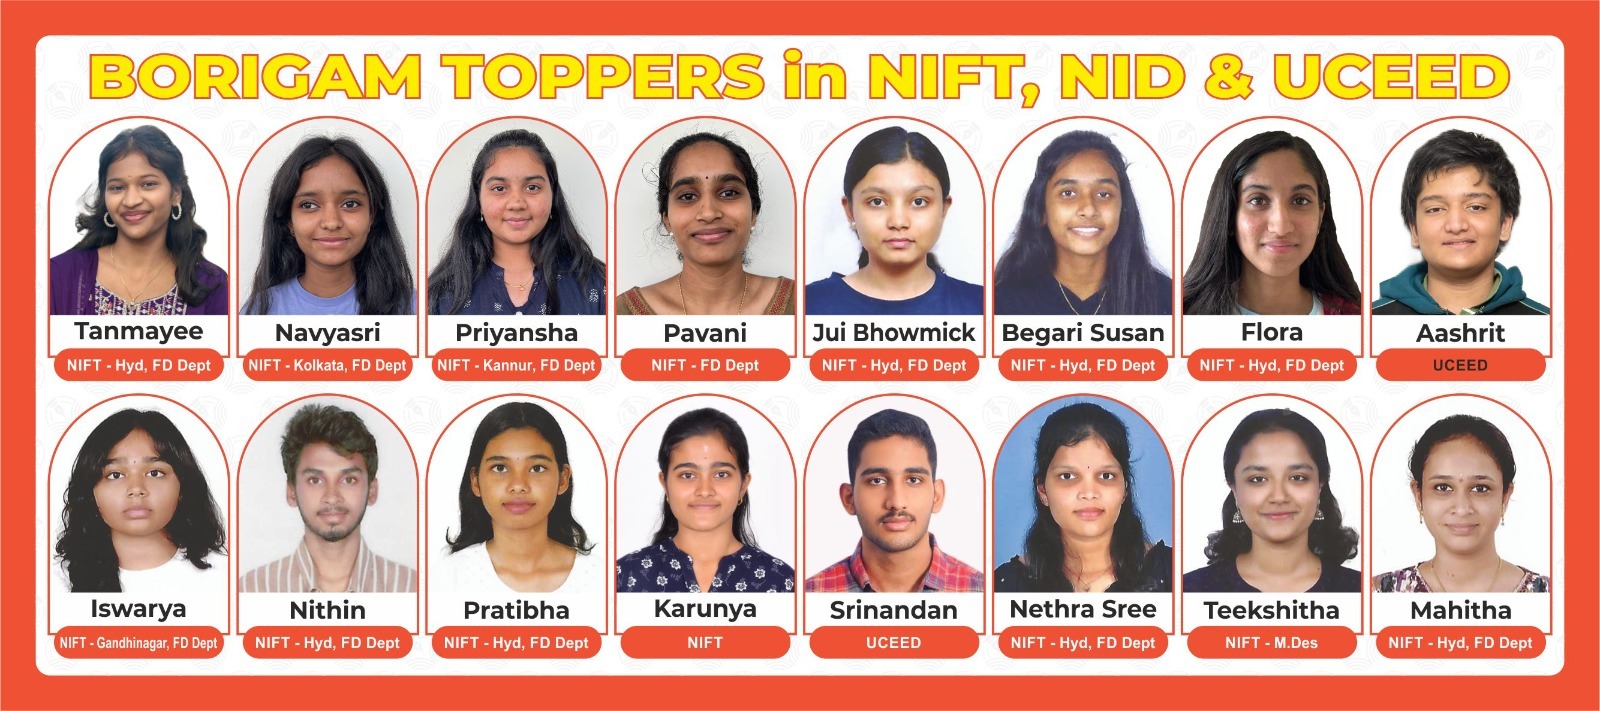 BORIGAM TOPPERS in NIFT, NID & UCEED
Tanmayee
NIFT - Hyd, FD Dept
Navyasri
NIFT - Kolkata, FD Dept
Priyansha
NIFT - Kannur, FD Dept
Pavani
NIFT - FD Dept
Jui Bhowmick
NIFT - Hyd, FD Dept
Begari Susan
NIFT - Hyd, FD Dept
Flora
NIFT - Hyd, FD Dept
Aashrit
UCEED
Iswarya
NIFT - Gandhinagar, FD Dept
Nithin
NIFT - Hyd, FD Dept
Pratibha
NIFT - Hyd, FD Dept
Karunya
NIFT
Srinandan
UCEED
Nethra Sree
NIFT - Hyd, FD Dept
Teekshitha
NIFT - M.Des
Mahitha
NIFT - Hyd, FD Dept